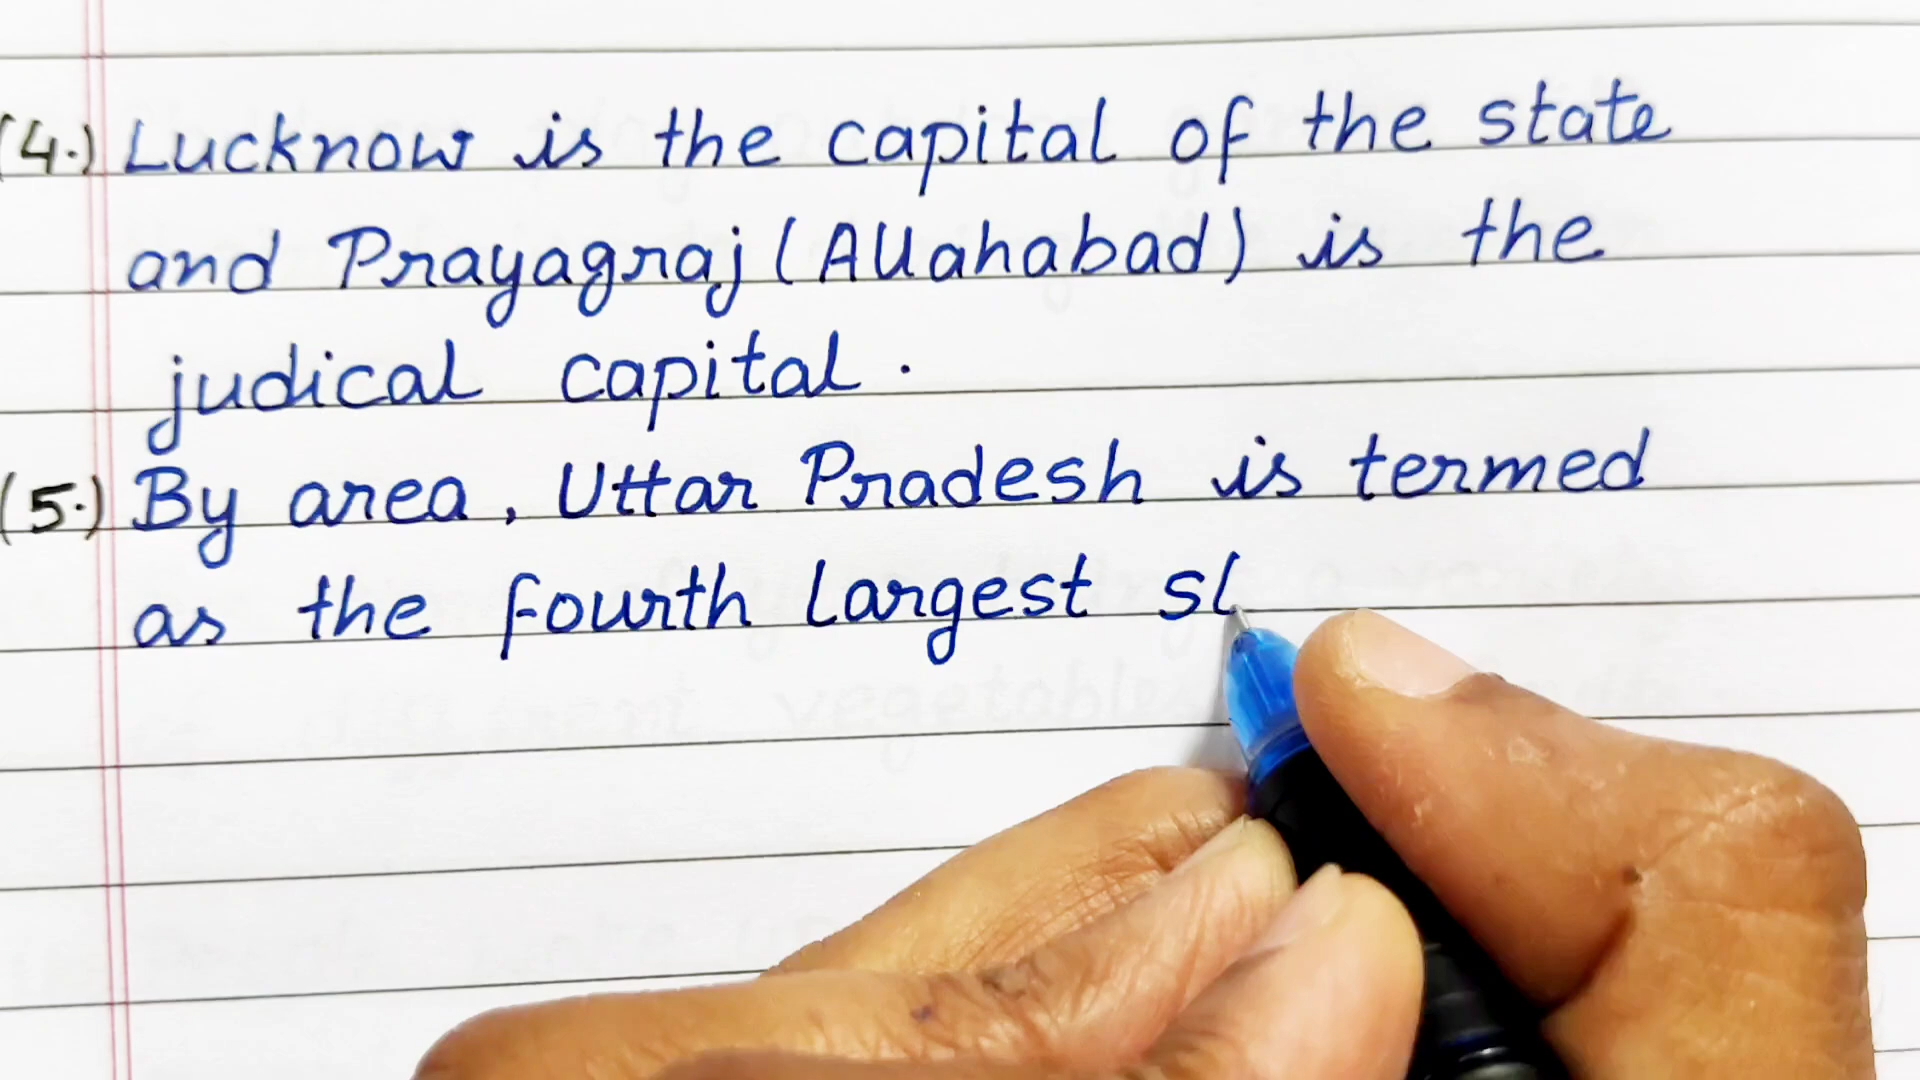 (4.) Lucknow is the capital of the state
and Prayagraj (Allahabad) is the
judical capital.
(5.) By area, Uttar Pradesh is termed
as the fourth largest